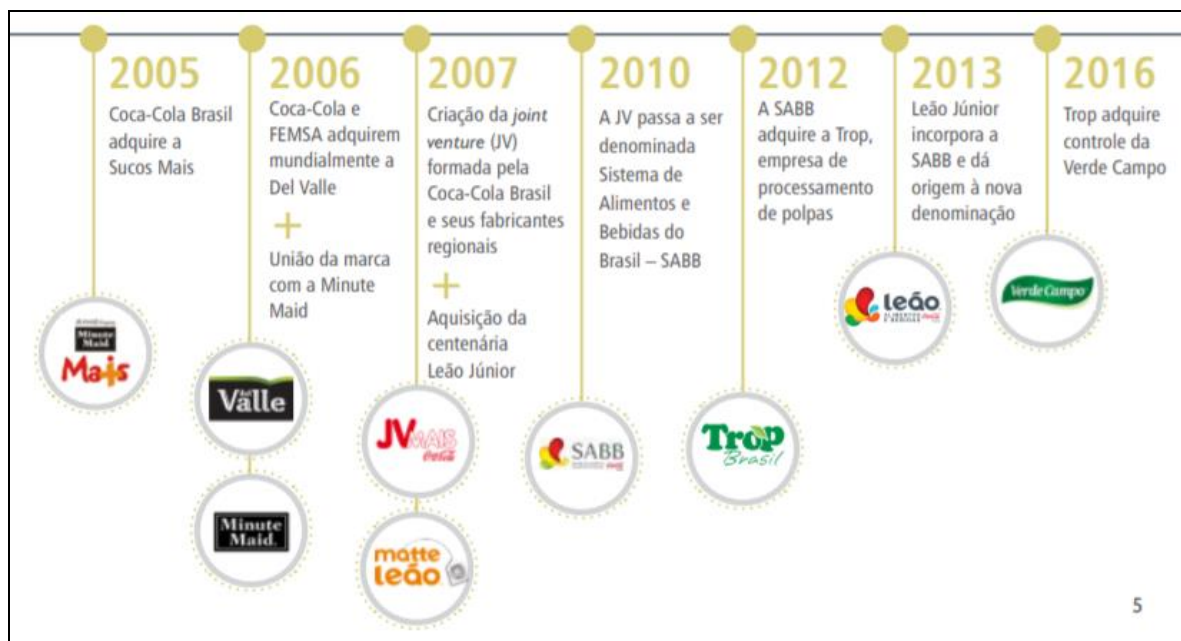 2005
Coca-Cola Brasil
adquire a
Sucos Mais
Minute
Maid
Mais
2006
Coca-Cola e
FEMSA adquirem
mundialmente a
Del Valle
+
União da marca
com a Minute
Maid
del
Valle
Minute
Maid
2007
Criação da joint
venture (JV)
formada pela
Coca-Cola Brasil
e seus fabricantes
regionais
+
Aquisição da
centenária
Leão Júnior
JV MAIS
Coca-Cola
matte
leão
2010
A JV passa a ser
denominada
Sistema de
Alimentos e
Bebidas do
Brasil – SABB
SABB
2012
A SABB
adquire a Trop,
empresa de
processamento
de polpas
Trop
Brasil
2013
Leão Júnior
incorpora a
SABB e dá
origem à nova
denominação
leão
ALIMENTOS
E BEBIDAS
2016
Trop adquire
controle da
Verde Campo
Verde Campo
5